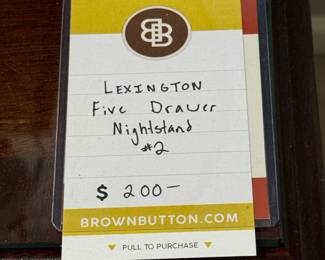 BB
LEXINGTON
Five Drawer
Nightstand
#2
$ 200-
BROWNBUTTON.COM
PULL TO PURCHASE